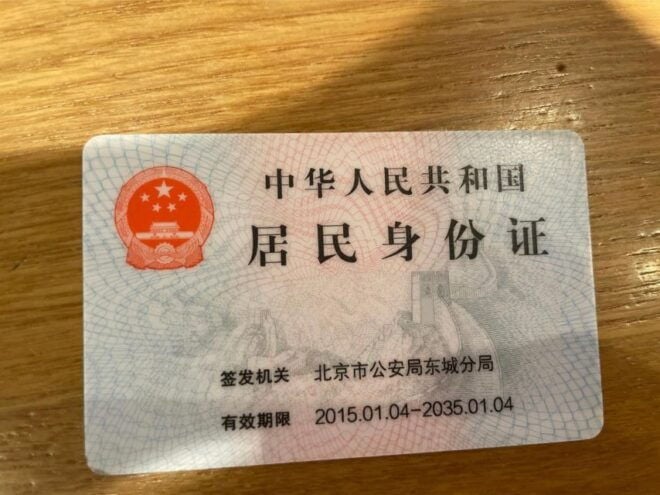 中华人民共和国
居民身份证
签发机关 北京市公安局东城分局
有效期限 2015.01.04-2035.01.04